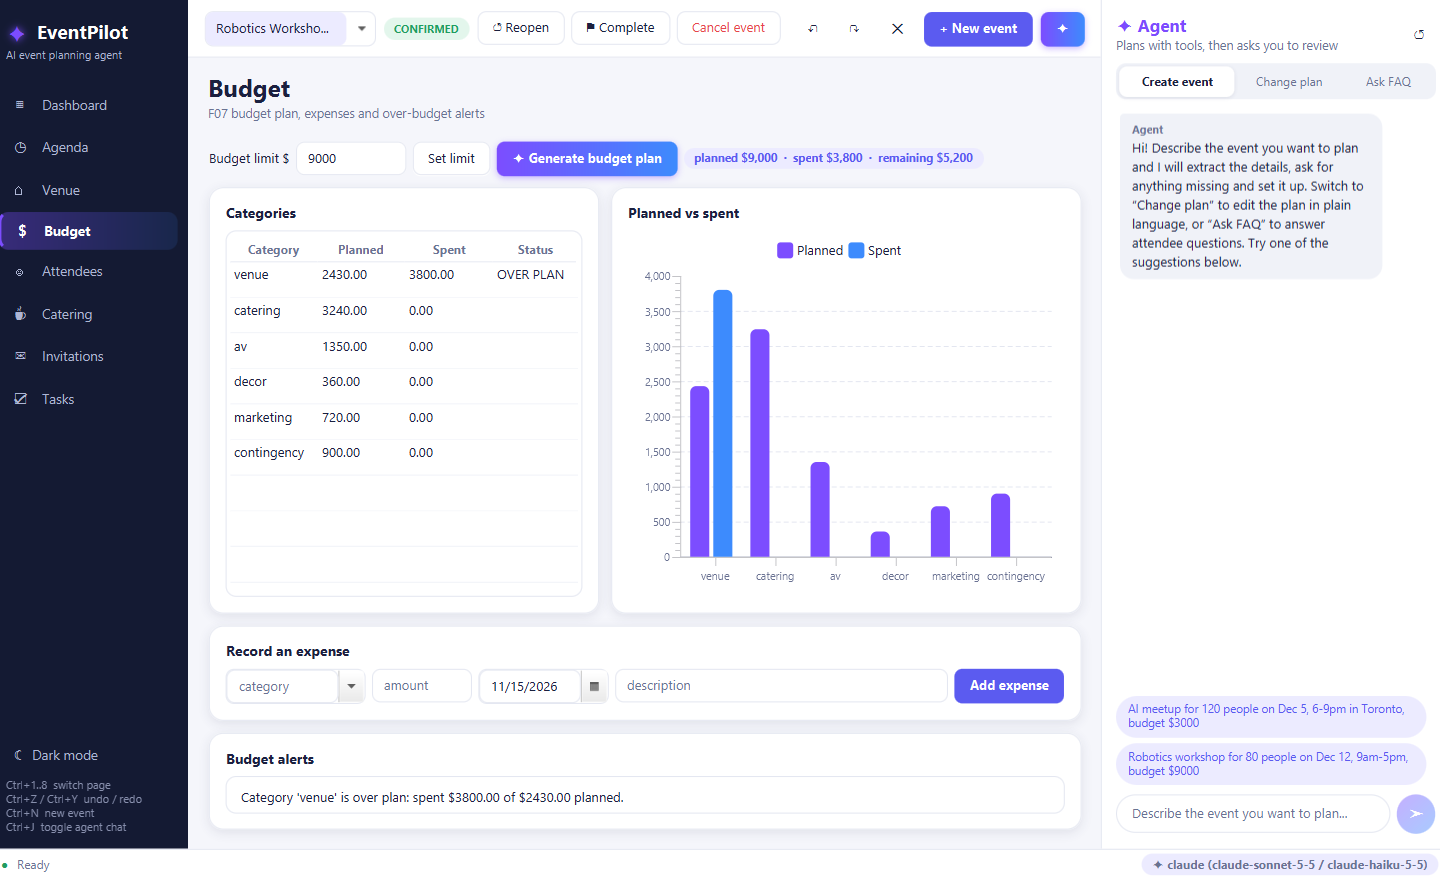 EventPilot
AI event planning agent
Dashboard
Agenda
Venue
$ Budget
Attendees
Catering
Invitations
Tasks
Dark mode
Ctrl+1..8 switch page
Ctrl+Z / Ctrl+Y undo / redo
Ctrl+N new event
Ctrl+J toggle agent chat
Robotics Worksho...
CONFIRMED
Reopen
Complete
Cancel event
+ New event
Budget
F07 budget plan, expenses and over-budget alerts
Budget limit $
9000
Set limit
Generate budget plan
planned $9,000 · spent $3,800 · remaining $5,200
Categories
Category Planned Spent Status
venue 2430.00 3800.00 OVER PLAN
catering 3240.00 0.00
av 1350.00 0.00
decor 360.00 0.00
marketing 720.00 0.00
contingency 900.00 0.00
Planned vs spent
Planned Spent
4,000
3,500
3,000
2,500
2,000
1,500
1,000
500
0
venue catering av decor marketing contingency
Record an expense
category
amount
11/15/2026
description
Add expense
Budget alerts
Category 'venue' is over plan: spent $3800.00 of $2430.00 planned.
Agent
Plans with tools, then asks you to review
Create event
Change plan
Ask FAQ
Agent
Hi! Describe the event you want to plan
and I will extract the details, ask for
anything missing and set it up. Switch to
“Change plan” to edit the plan in plain
language, or “Ask FAQ” to answer
attendee questions. Try one of the
suggestions below.
AI meetup for 120 people on Dec 5, 6-9pm in Toronto,
budget $3000
Robotics workshop for 80 people on Dec 12, 9am-5pm,
budget $9000
Describe the event you want to plan...
Ready
claude (claude-sonnet-5-5 / claude-haiku-5-5)